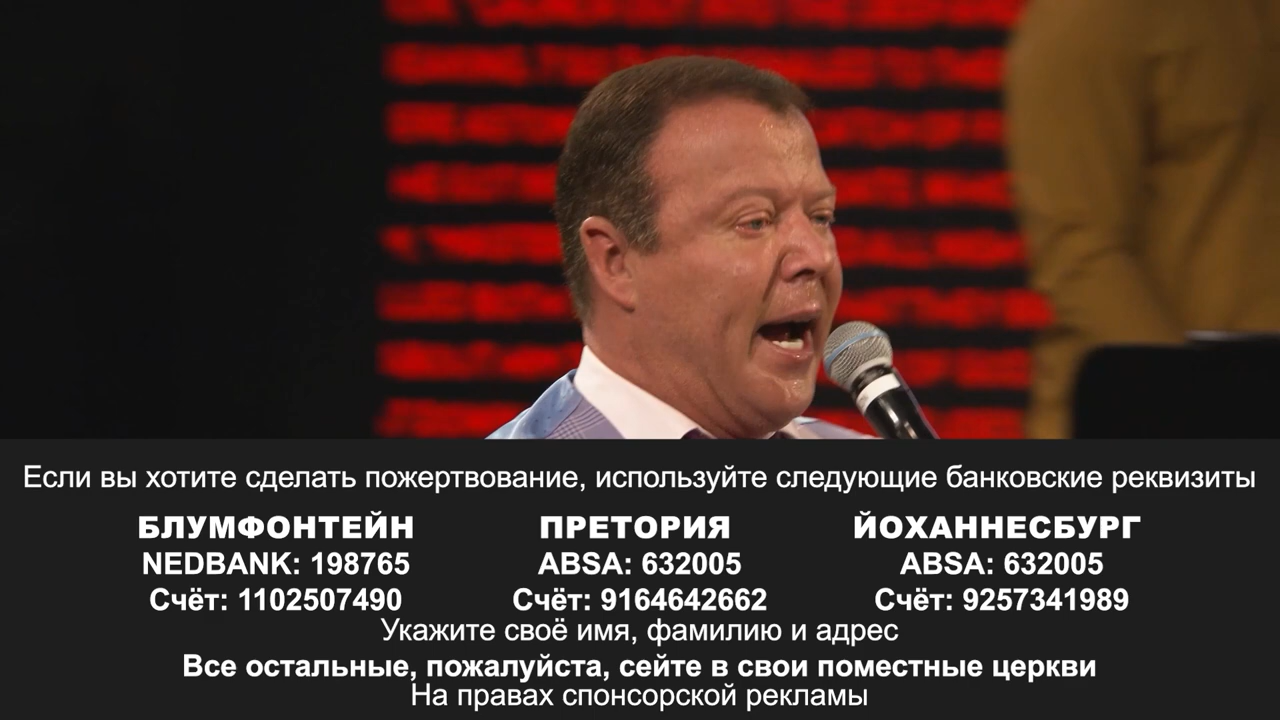 Если вы хотите сделать пожертвование, используйте следующие банковские реквизиты
БЛУМФОНТЕЙН ПРЕТОРИЯ ЙОХАННЕСБУРГ
NEDBANK: 198765 ABSA: 632005 ABSA: 632005
Счёт: 1102507490 Счёт: 9164642662 Счёт: 9257341989
Укажите своё имя, фамилию и адрес
Все остальные, пожалуйста, сейте в свои поместные церкви
На правах спонсорской рекламы